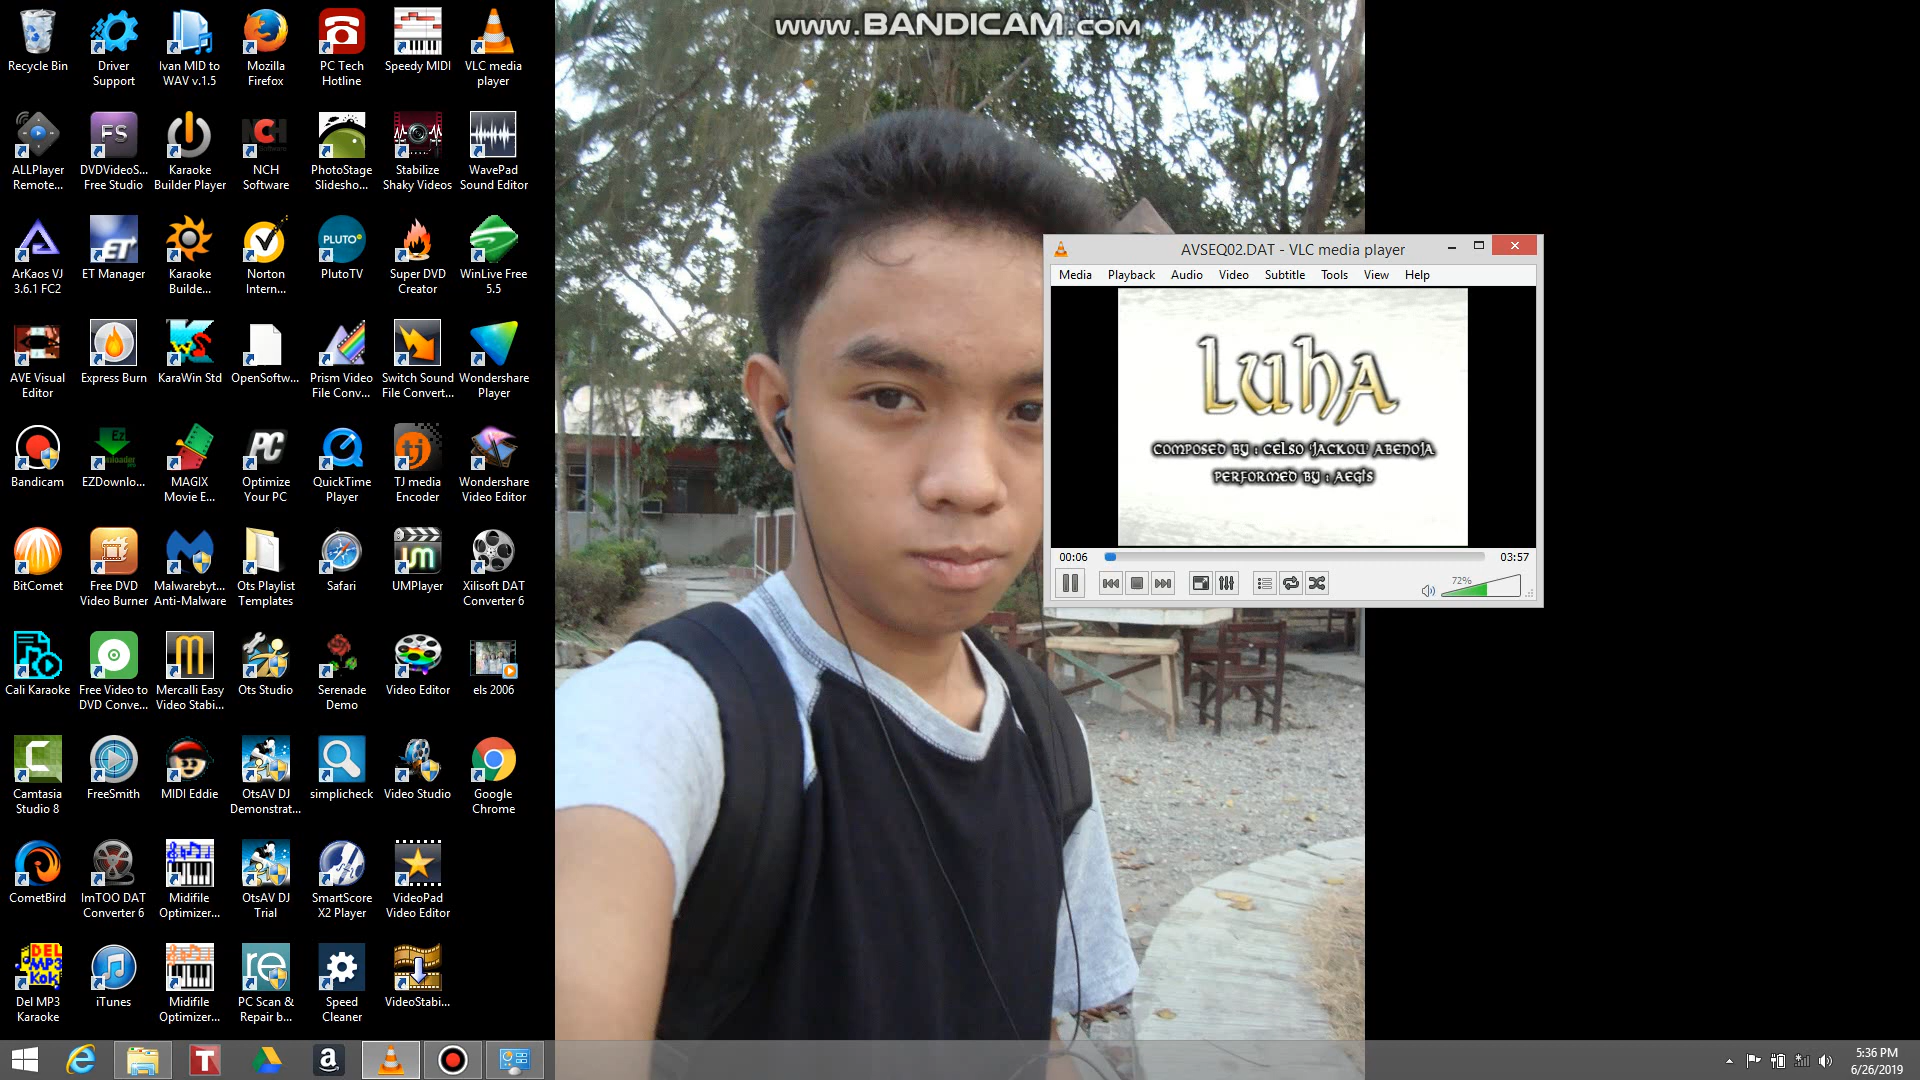 www.BANDICAM.com
Recycle Bin
Driver
Support
Ivan MID to
WAV v.1.5
Mozilla
Firefox
PC Tech
Hotline
Speedy MIDI
VLC media
player
ALLPlayer
Remote...
DVDVideoS...
Free Studio
Karaoke
Builder Player
NCH
Software
PhotoStage
Slidesho...
Stabilize
Shaky Videos
WavePad
Sound Editor
ArKaos VJ
3.6.1 FC2
ET Manager
Karaoke
Builde...
Norton
Intern...
PlutoTV
Super DVD
Creator
WinLive Free
5.5
AVE Visual
Editor
Express Burn
KaraWin Std
OpenSoftw...
Prism Video
File Conv...
Switch Sound
File Convert...
Wondershare
Player
Bandicam
EZDownlo...
MAGIX
Movie E...
Optimize
Your PC
QuickTime
Player
TJ media
Encoder
Wondershare
Video Editor
BitComet
Free DVD
Video Burner
Malwarebyt...
Anti-Malware
Ots Playlist
Templates
Safari
UMPlayer
Xilisoft DAT
Converter 6
Cali Karaoke
Free Video to
DVD Conve...
Mercalli Easy
Video Stabi...
Ots Studio
Serenade
Demo
Video Editor
els 2006
Camtasia
Studio 8
FreeSmith
MIDI Eddie
OtsAV DJ
Demonstrat...
simplicheck
Video Studio
Google
Chrome
CometBird
ImTOO DAT
Converter 6
Midifile
Optimizer...
OtsAV DJ
Trial
SmartScore
X2 Player
VideoPad
Video Editor
Del MP3
Karaoke
iTunes
Midifile
Optimizer...
PC Scan &
Repair b...
Speed
Cleaner
VideoStabi...
AVSEQ02.DAT - VLC media player
Media Playback Audio Video Subtitle Tools View Help
Luha
Composed by : Celso 'Jackou' Abenoja
Performed by : Aegis
00:06
03:57
72%
5:36 PM
6/26/2019